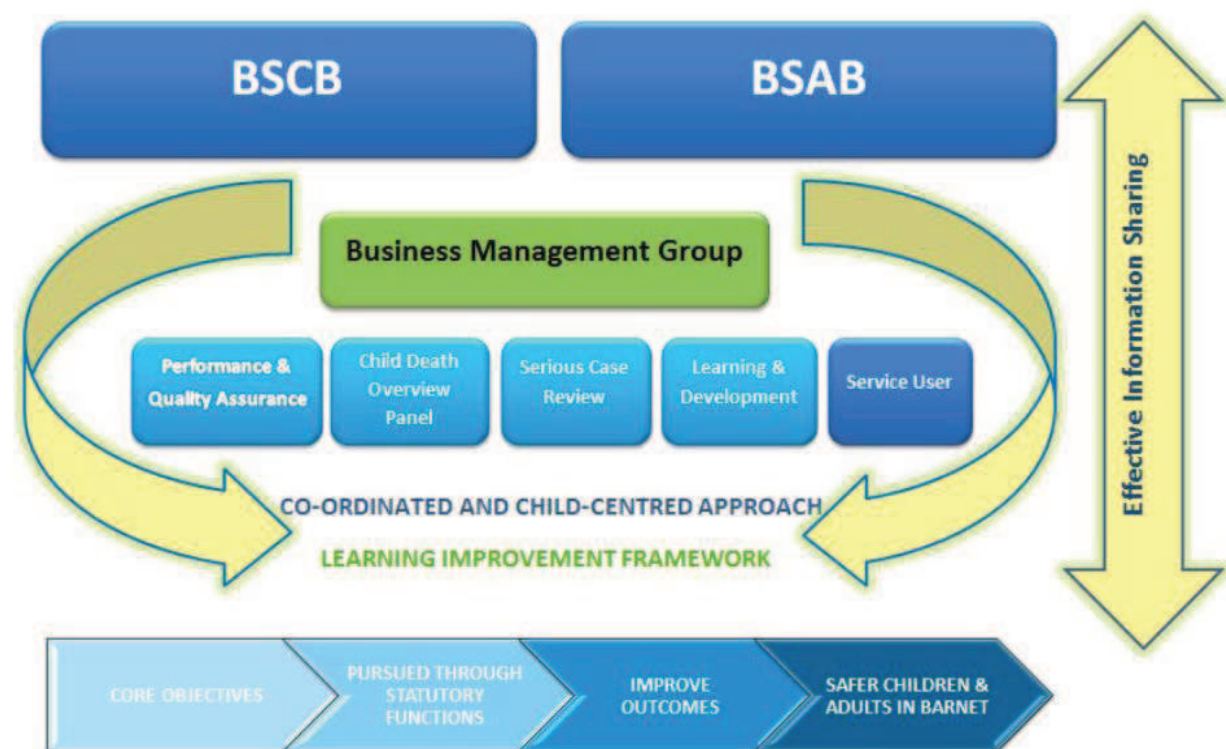 BSCB
BSAB
Effective Information Sharing
Business Management Group
Performance &
Quality Assurance
Child Death
Overview
Panel
Serious Case
Review
Learning &
Development
Service User
CO-ORDINATED AND CHILD-CENTRED APPROACH
LEARNING IMPROVEMENT FRAMEWORK
CORE OBJECTIVES
PURSUED THROUGH
STATUTORY
FUNCTIONS
IMPROVE
OUTCOMES
SAFER CHILDREN &
ADULTS IN BARNET